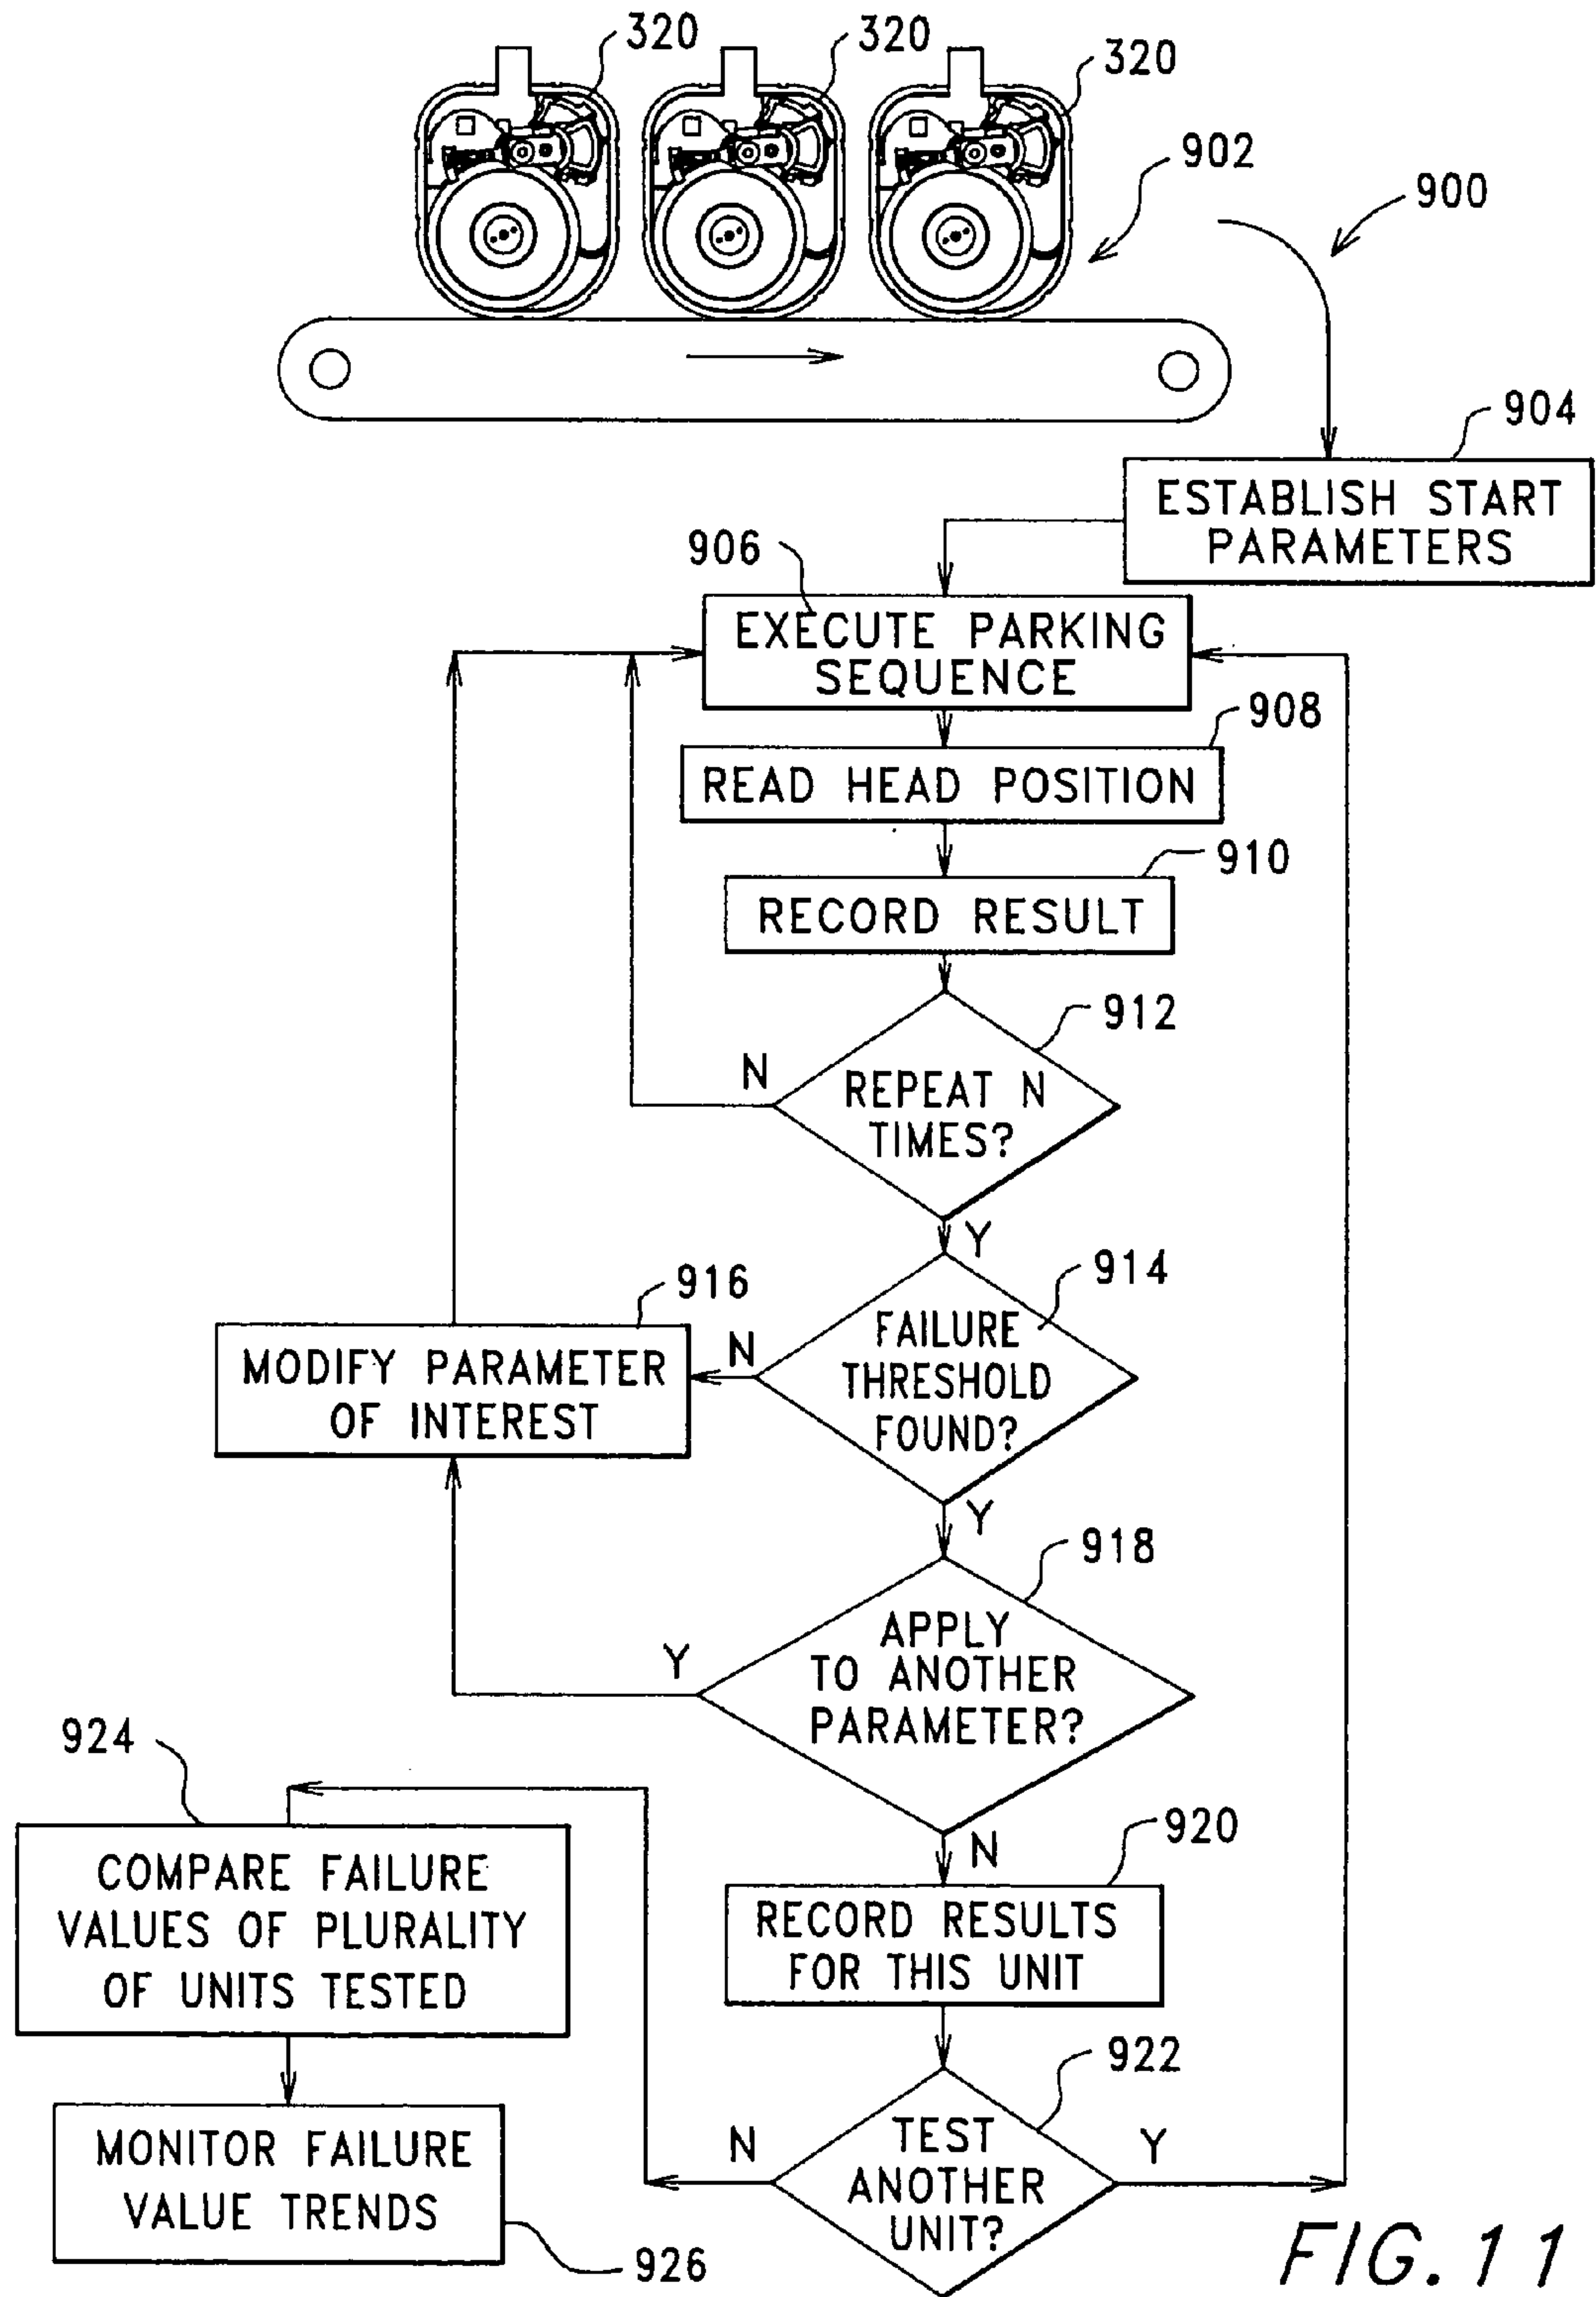 320
320
320
902
900
904
ESTABLISH START
PARAMETERS
906
EXECUTE PARKING
SEQUENCE
908
READ HEAD POSITION
910
RECORD RESULT
912
N
REPEAT N
TIMES?
Y
914
916
FAILURE
THRESHOLD
FOUND?
N
MODIFY PARAMETER
OF INTEREST
Y
918
APPLY
TO ANOTHER
PARAMETER?
Y
924
N
920
COMPARE FAILURE
VALUES OF PLURALITY
OF UNITS TESTED
RECORD RESULTS
FOR THIS UNIT
922
TEST
ANOTHER
UNIT?
N
Y
MONITOR FAILURE
VALUE TRENDS
926
FIG. 11